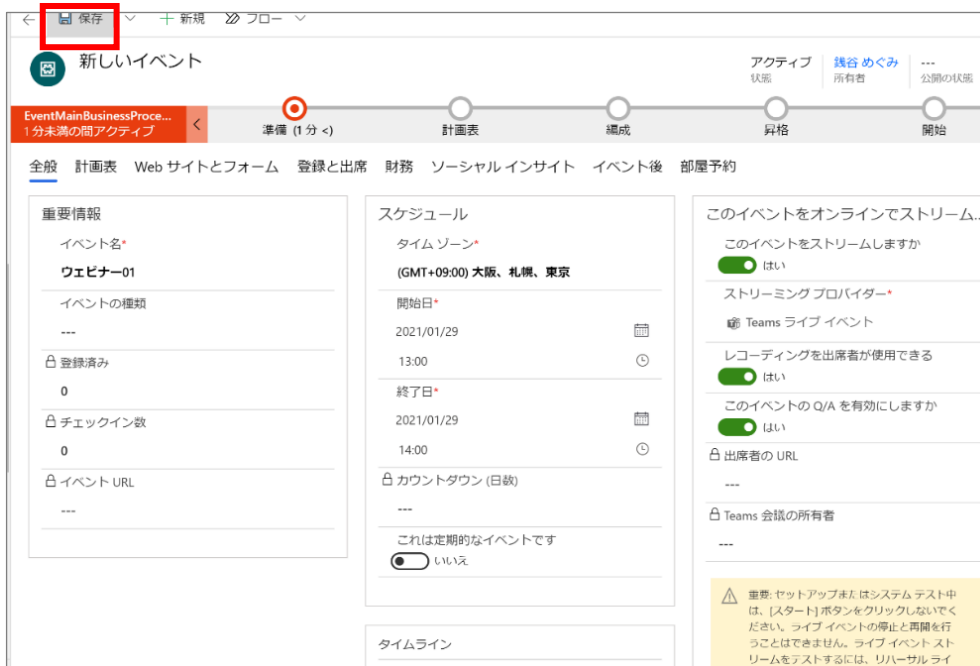 保存
新規
フロー
新しいイベント
アクティブ
状態
銭谷 めぐみ
所有者
---
公開の状態
EventMainBusinessProce...
1 分未満の間アクティブ
準備 (1 分 <)
計画表
編成
昇格
開始
全般 計画表 Web サイトとフォーム 登録と出席 財務 ソーシャル インサイト イベント後 部屋予約
重要情報
イベント名*
ウェビナー01
イベントの種類
---
登録済み
0
チェックイン数
0
イベント URL
---
スケジュール
タイム ゾーン*
(GMT+09:00) 大阪、札幌、東京
開始日*
2021/01/29
13:00
終了日*
2021/01/29
14:00
カウントダウン (日数)
---
これは定期的なイベントです
いいえ
タイムライン
このイベントをオンラインでストリーム...
このイベントをストリームしますか
はい
ストリーミング プロバイダー*
Teams ライブ イベント
レコーディングを出席者が使用できる
はい
このイベントの Q/A を有効にしますか
はい
出席者の URL
---
Teams 会議の所有者
---
重要: セットアップまたはシステム テスト中
は、[スタート] ボタンをクリックしないでく
ださい。ライブ イベントの停止と再開を行
うことはできません。ライブ イベント スト
リームをテストするには、リハーサル ライ